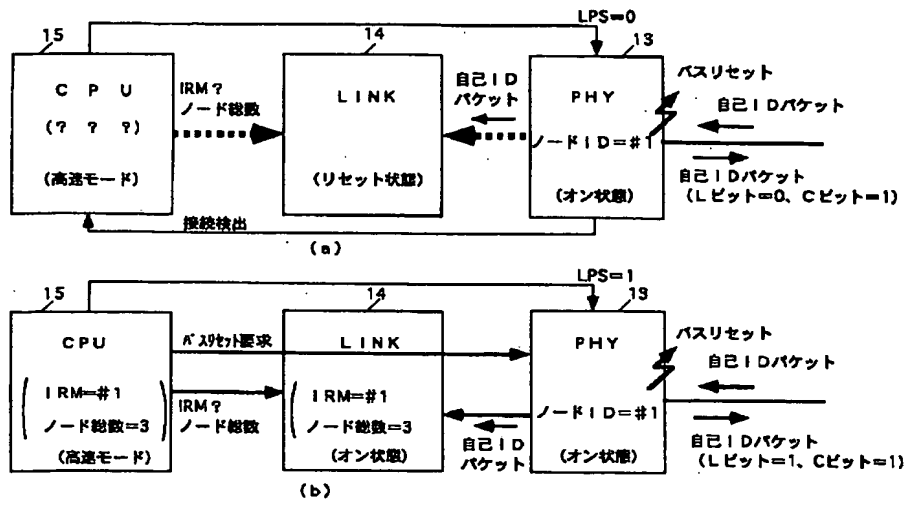 LPS=0
15
14
13
CPU
(? ? ?)
(高速モード)
IRM?
ノード総数
LINK
(リセット状態)
自己ID
パケット
PHY
ノードID=#1
(オン状態)
バスリセット
自己IDパケット
自己IDパケット
(Lビット=0、Cビット=1)
接続検出
(a)
LPS=1
15
14
13
CPU
IRM=#1
ノード総数=3
(高速モード)
バスリセット要求
IRM?
ノード総数
LINK
IRM=#1
ノード総数=3
(オン状態)
自己ID
パケット
PHY
ノードID=#1
(オン状態)
バスリセット
自己IDパケット
自己IDパケット
(Lビット=1、Cビット=1)
(b)